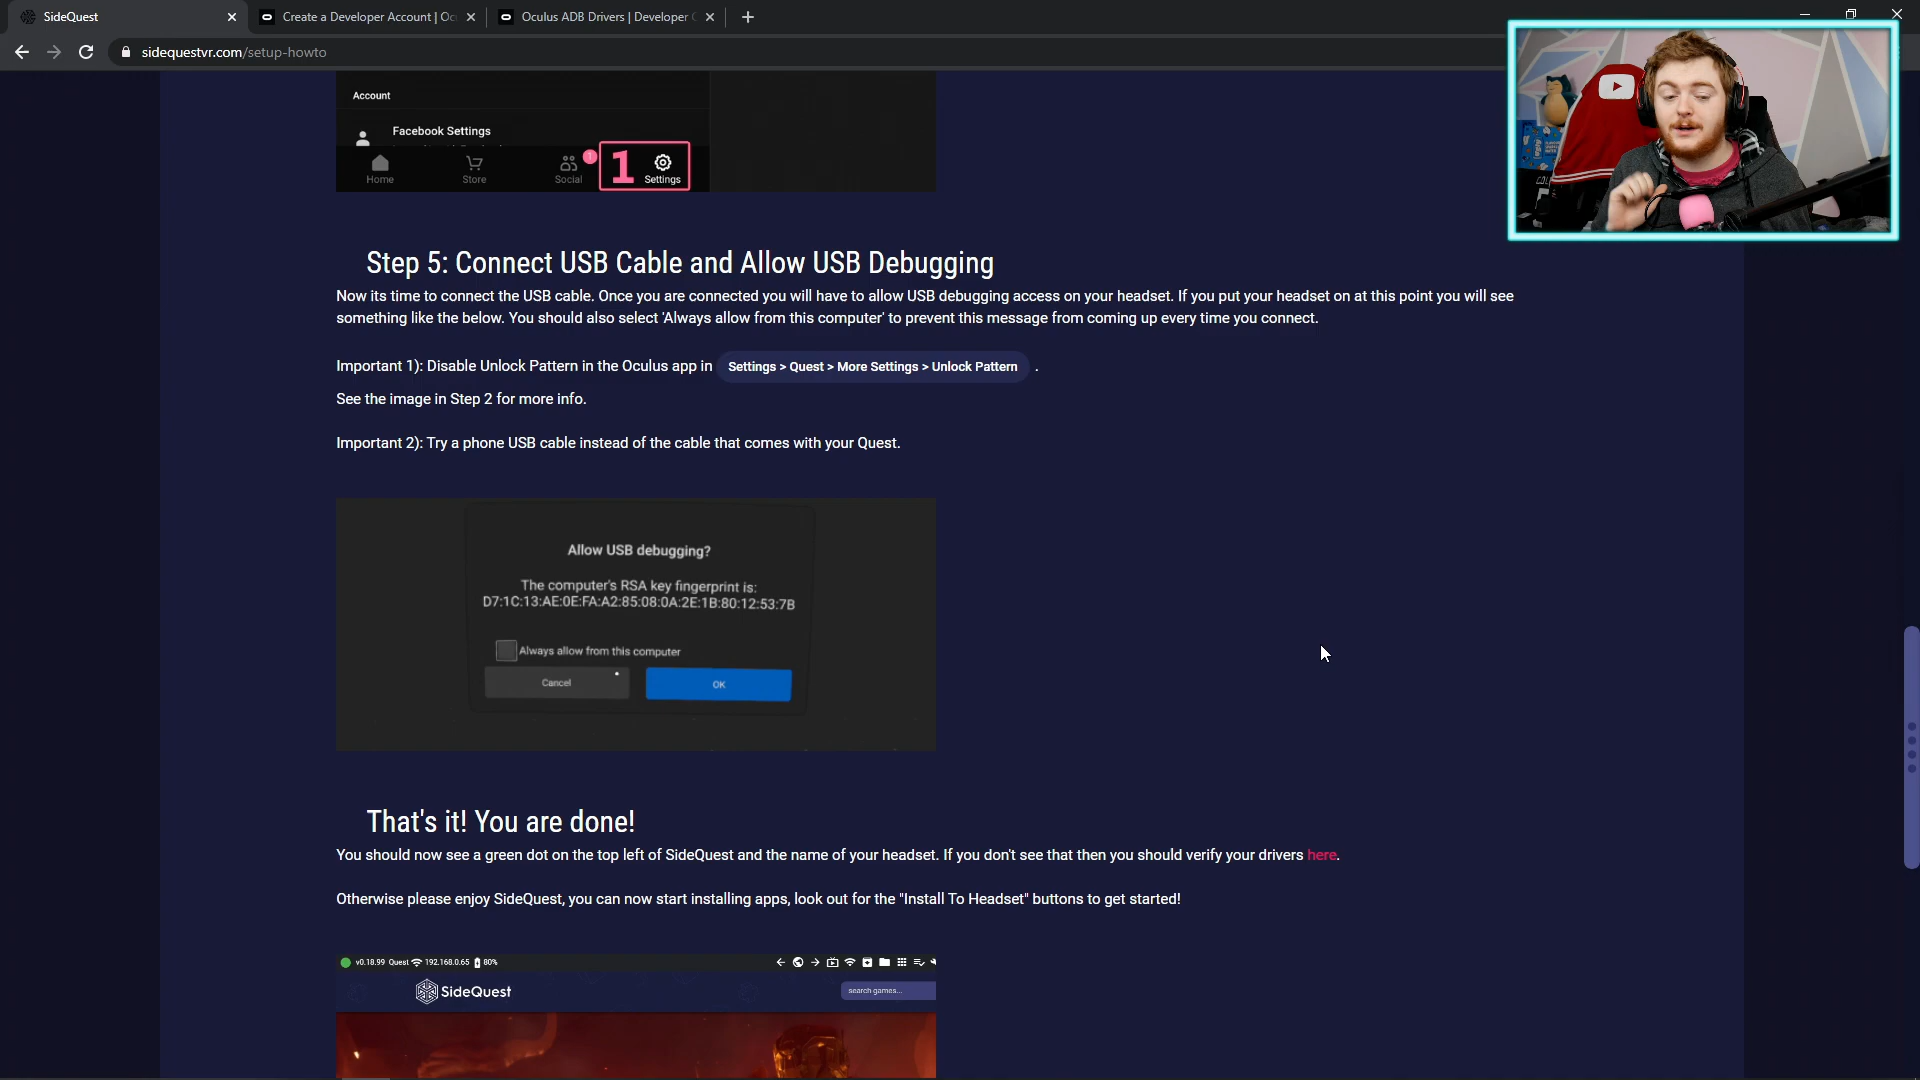 SideQuest
Create a Developer Account | Oc
Oculus ADB Drivers | Developer
sidequestvr.com/setup-howto
Account
Facebook Settings
1
Home
Store
Social
Settings
Step 5: Connect USB Cable and Allow USB Debugging
Now its time to connect the USB cable. Once you are connected you will have to allow USB debugging access on your headset. If you put your headset on at this point you will see
something like the below. You should also select 'Always allow from this computer' to prevent this message from coming up every time you connect.
Important 1): Disable Unlock Pattern in the Oculus app in Settings > Quest > More Settings > Unlock Pattern .
See the image in Step 2 for more info.
Important 2): Try a phone USB cable instead of the cable that comes with your Quest.
Allow USB debugging?
The computer's RSA key fingerprint is:
D7:1C:13:AE:0E:FA:A2:85:08:0A:2E:1B:80:12:53:7B
Always allow from this computer
Cancel
OK
That's it! You are done!
You should now see a green dot on the top left of SideQuest and the name of your headset. If you don't see that then you should verify your drivers here.
Otherwise please enjoy SideQuest, you can now start installing apps, look out for the "Install To Headset" buttons to get started!
v0.18.99 Quest 192.168.0.65 80%
SideQuest
search games...